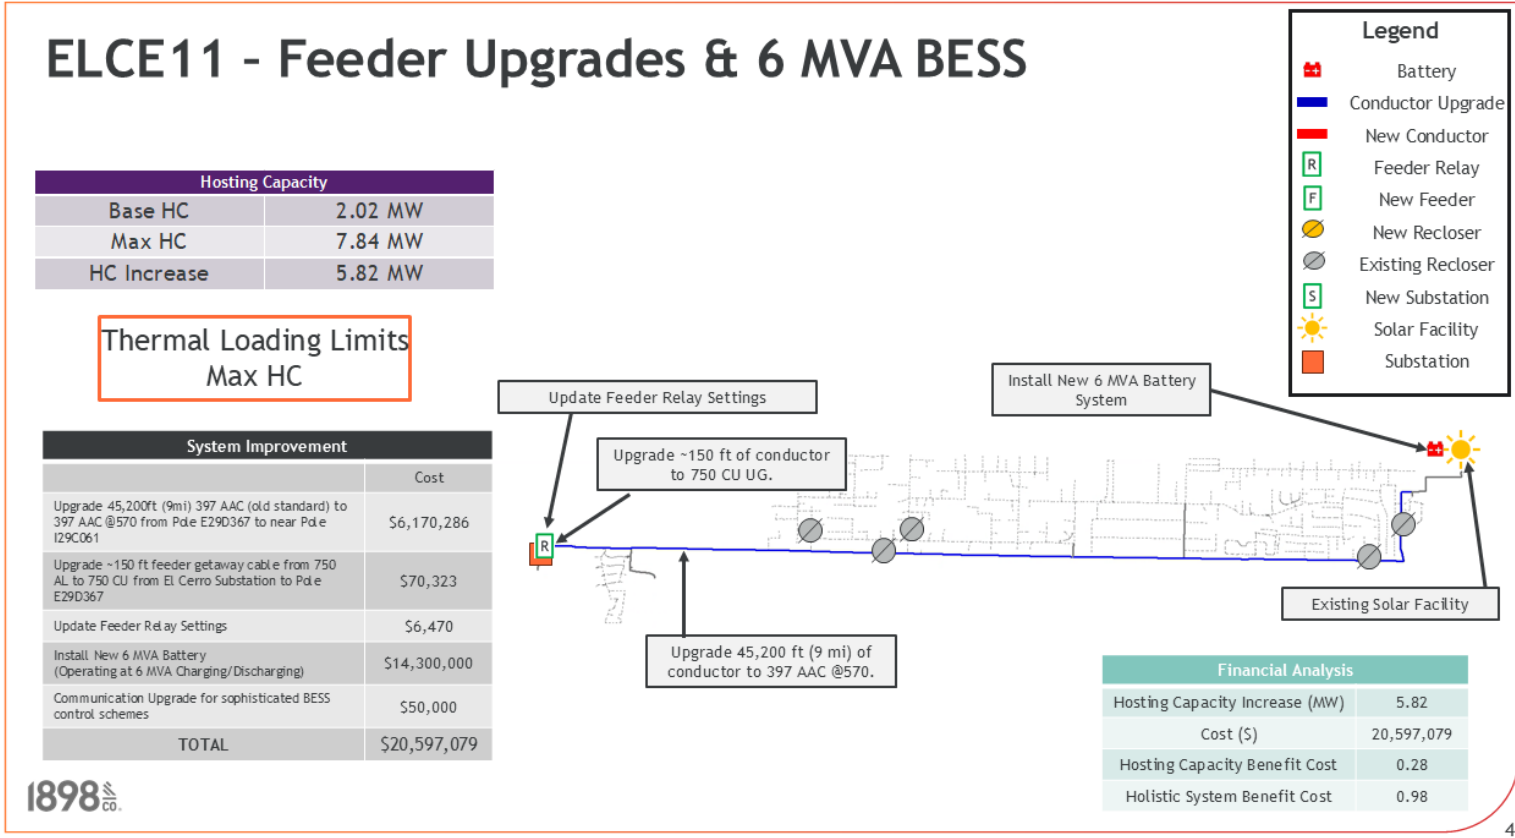 ELCE11 - Feeder Upgrades & 6 MVA BESS
Legend
Battery
Conductor Upgrade
New Conductor
R Feeder Relay
F New Feeder
New Recloser
Existing Recloser
S New Substation
Solar Facility
Substation
Hosting Capacity
Base HC 2.02 MW
Max HC 7.84 MW
HC Increase 5.82 MW
Thermal Loading Limits
Max HC
System Improvement
Cost
Upgrade 45,200ft (9mi) 397 AAC (old standard) to
397 AAC @570 from Pole E29D367 to near Pole
I29C061
$6,170,286
Upgrade ~150 ft feeder getaway cable from 750
AL to 750 CU from El Cerro Substation to Pole
E29D367
$70,323
Update Feeder Relay Settings $6,470
Install New 6 MVA Battery
(Operating at 6 MVA Charging/Discharging)
$14,300,000
Communication Upgrade for sophisticated BESS
control schemes
$50,000
TOTAL $20,597,079
Update Feeder Relay Settings
Upgrade ~150 ft of conductor
to 750 CU UG.
Install New 6 MVA Battery
System
R
Upgrade 45,200 ft (9 mi) of
conductor to 397 AAC @570.
Existing Solar Facility
Financial Analysis
Hosting Capacity Increase (MW) 5.82
Cost ($) 20,597,079
Hosting Capacity Benefit Cost 0.28
Holistic System Benefit Cost 0.98
1898 & CO.
4